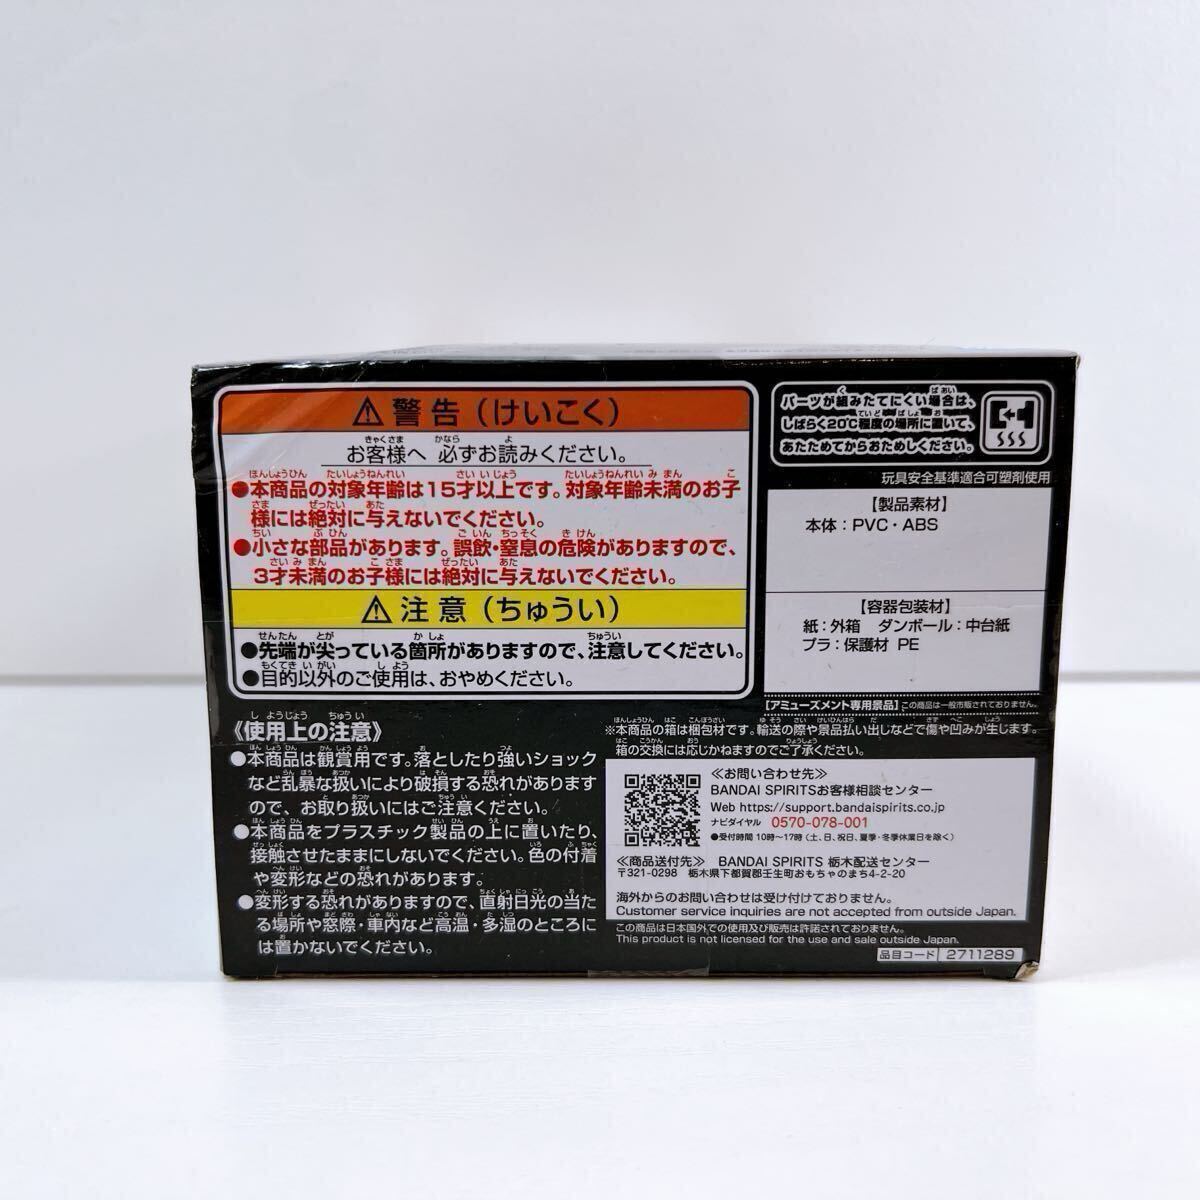 ⚠警告（けいこく）
お客様へ 必ずお読みください。
●本商品の対象年齢は15才以上です。対象年齢未満のお子
様には絶対に与えないでください。
●小さな部品があります。誤飲・窒息の危険がありますので、
3才未満のお子様には絶対に与えないでください。
⚠注意（ちゅうい）
●先端が尖っている箇所がありますので、注意してください。
●目的以外のご使用は、おやめください。
《使用上の注意》
●本商品は観賞用です。落としたり強いショック
など乱暴な扱いにより破損する恐れがあります
ので、お取り扱いにはご注意ください。
●本商品をプラスチック製品の上に置いたり、
接触させたままにしないでください。色の付着
や変形などの恐れがあります。
●変形する恐れがありますので、直射日光の当た
る場所や窓際・車内など高温・多湿のところに
は置かないでください。
パーツが組みたてにくい場合は、
しばらく20℃程度の場所に置いて、
あたためてからおためしください。
玩具安全基準適合可塑剤使用
【製品素材】
本体：PVC・ABS
【容器包装材】
紙：外箱 ダンボール：中台紙
プラ：保護材 PE
【アミューズメント専用景品】この商品は一般市販されておりません。
※本商品の箱は梱包材です。輸送の際や景品払い出しなどで傷や凹みが生じます。
箱の交換には応じかねますのでご了承ください。
≪お問い合わせ先≫
BANDAI SPIRITSお客様相談センター
Web https://support.bandaispirits.co.jp
ナビダイヤル 0570-078-001
●受付時間 10時～17時（土、日、祝日、夏季・冬季休業日を除く）
≪商品送付先≫ BANDAI SPIRITS 栃木配送センター
〒321-0298 栃木県下都賀郡壬生町おもちゃのまち4-2-20
海外からのお問い合わせは受け付けておりません。
Customer service inquiries are not accepted from outside Japan.
この商品は日本国外での使用及び販売は許諾されておりません。
This product is not licensed for the use and sale outside Japan.
品目コード 2711289